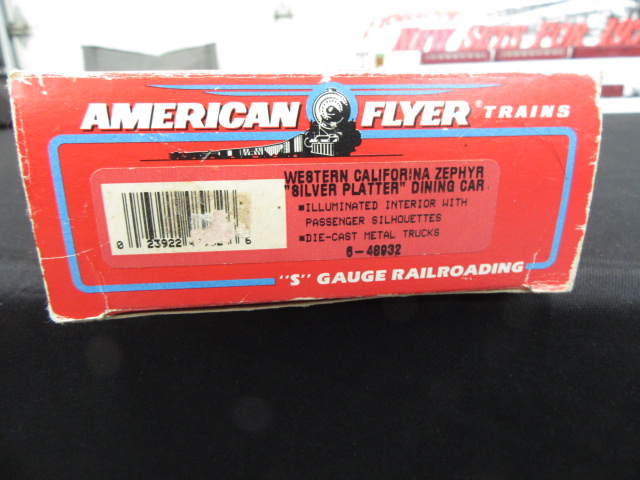 AMERICAN FLYER® TRAINS
WESTERN CALIFORINA ZEPHYR
"SILVER PLATTER" DINING CAR
■ILLUMINATED INTERIOR WITH
PASSENGER SILHOUETTES
■DIE-CAST METAL TRUCKS
6-48932
0 23922 6
"S" GAUGE RAILROADING